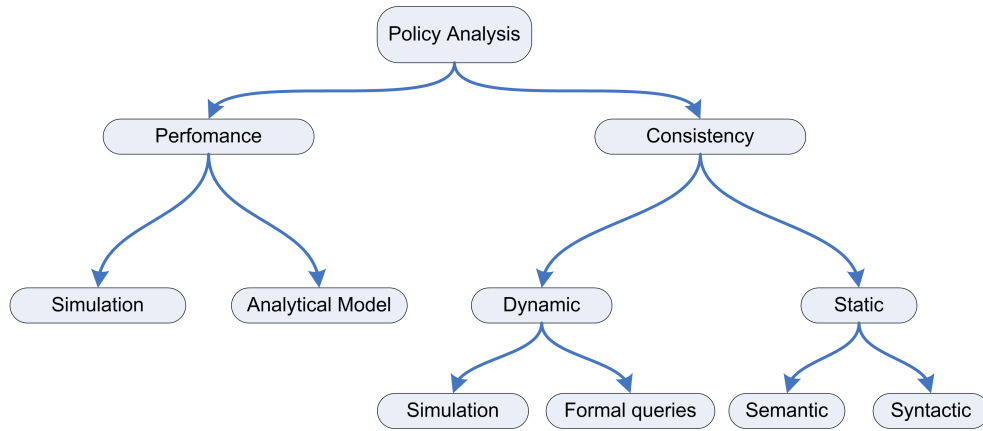 Policy Analysis
Perfomance
Consistency
Simulation
Analytical Model
Dynamic
Static
Simulation
Formal queries
Semantic
Syntactic